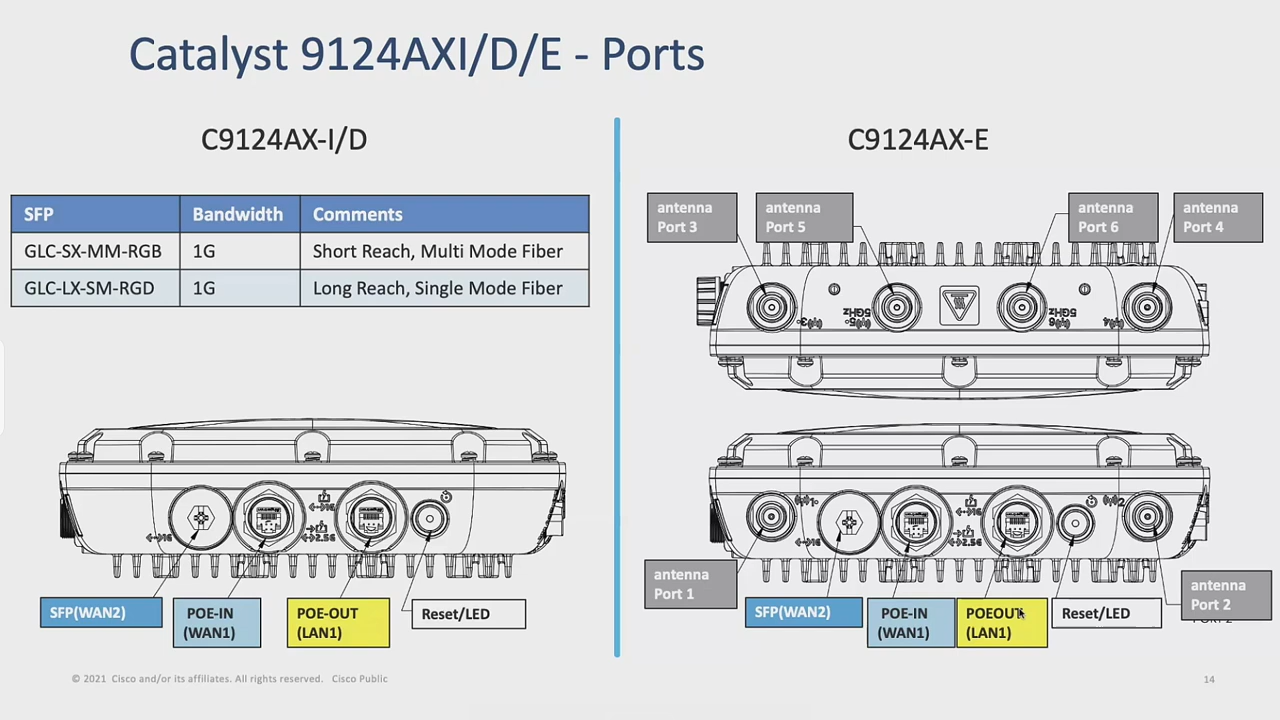 Catalyst 9124AXI/D/E - Ports
C9124AX-I/D
SFP Bandwidth Comments
GLC-SX-MM-RGB 1G Short Reach, Multi Mode Fiber
GLC-LX-SM-RGD 1G Long Reach, Single Mode Fiber
SFP(WAN2)
POE-IN
(WAN1)
POE-OUT
(LAN1)
Reset/LED
C9124AX-E
antenna
Port 3
antenna
Port 5
antenna
Port 6
antenna
Port 4
5GHz
5GHz
antenna
Port 1
SFP(WAN2)
POE-IN
(WAN1)
POEOUT
(LAN1)
Reset/LED
antenna
Port 2
© 2021 Cisco and/or its affiliates. All rights reserved. Cisco Public
14